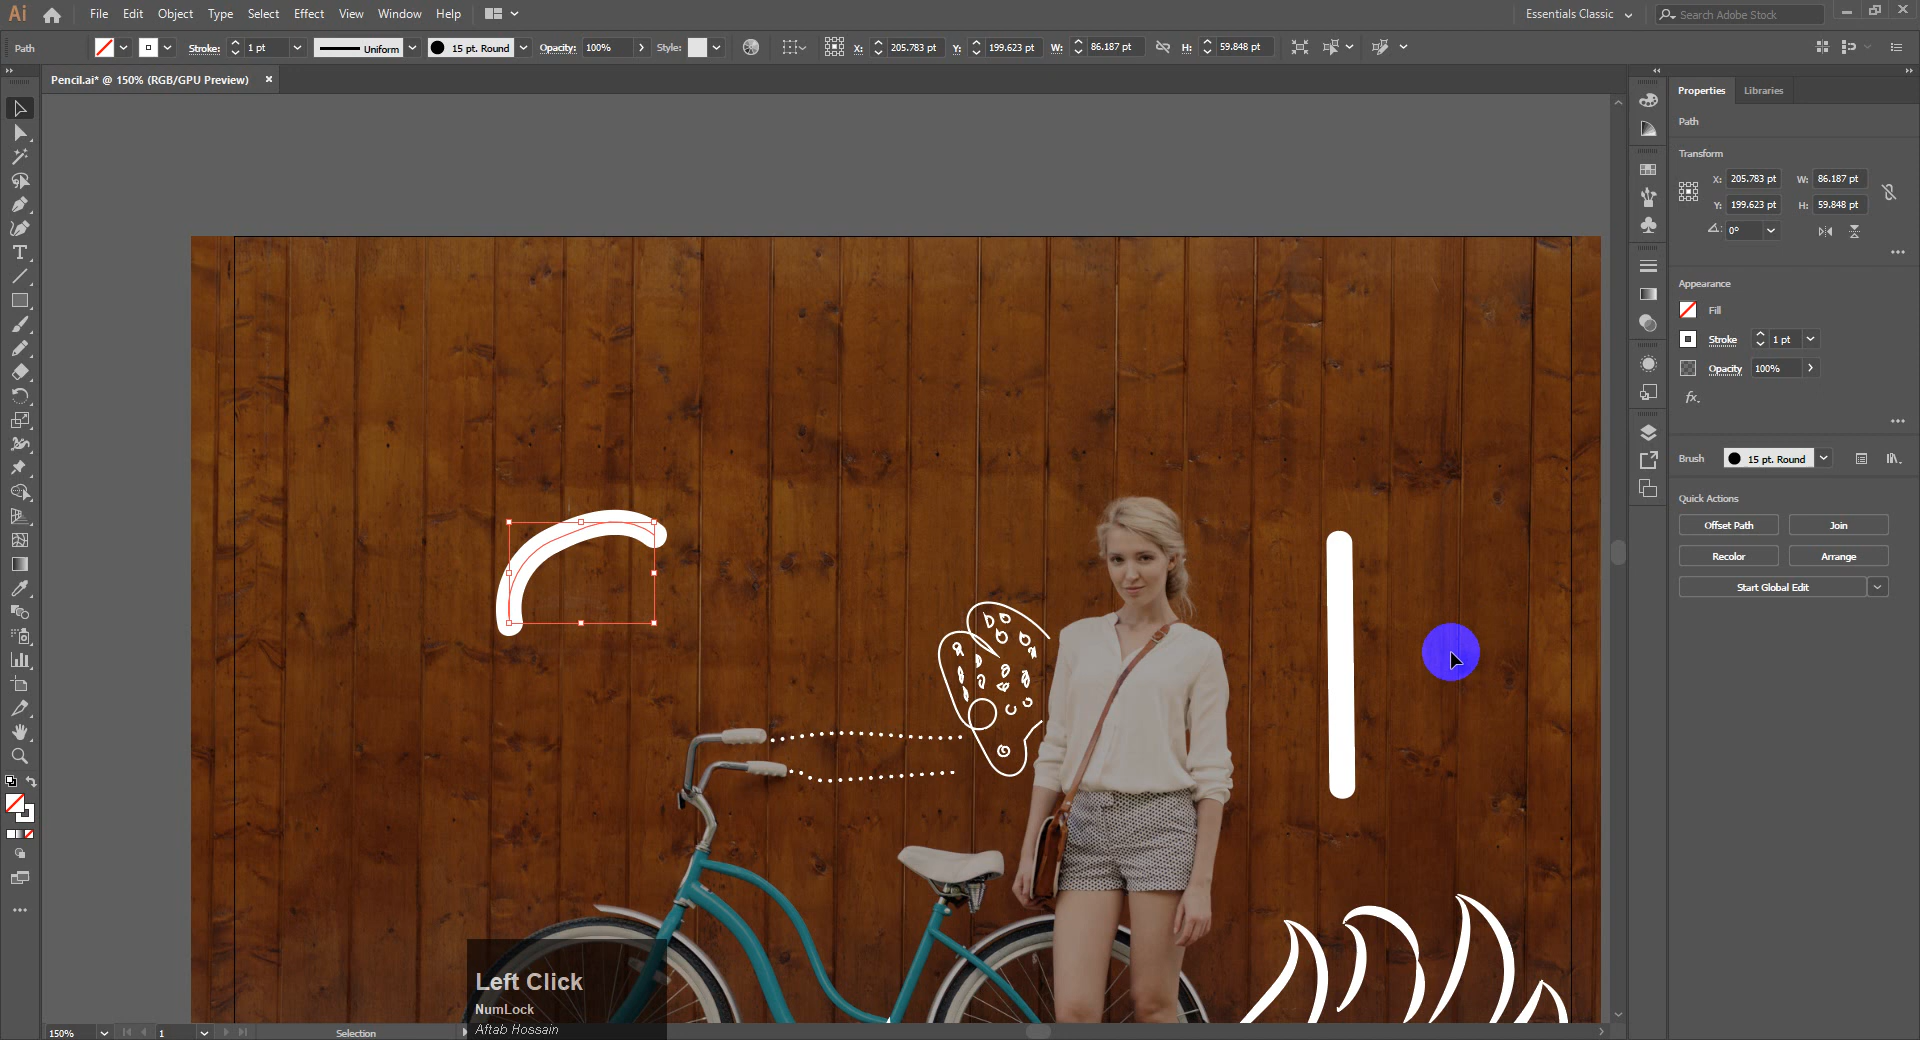 Ai File Edit Object Type Select Effect View Window Help Essentials Classic Search Adobe Stock
Path Stroke: 1 pt Uniform 15 pt. Round Opacity: 100% Style: X: 205.783 pt Y: 199.623 pt W: 86.187 pt H: 59.848 pt
Pencil.ai* @ 150% (RGB/GPU Preview)
Properties Libraries
Path
Transform
X: 205.783 pt W: 86.187 pt
Y: 199.623 pt H: 59.848 pt
0°
Appearance
Fill
Stroke 1 pt
Opacity 100%
fx.
Brush 15 pt. Round
Quick Actions
Offset Path Join
Recolor Arrange
Start Global Edit
Left Click
NumLock
Aftab Hossain
150% 1 Selection